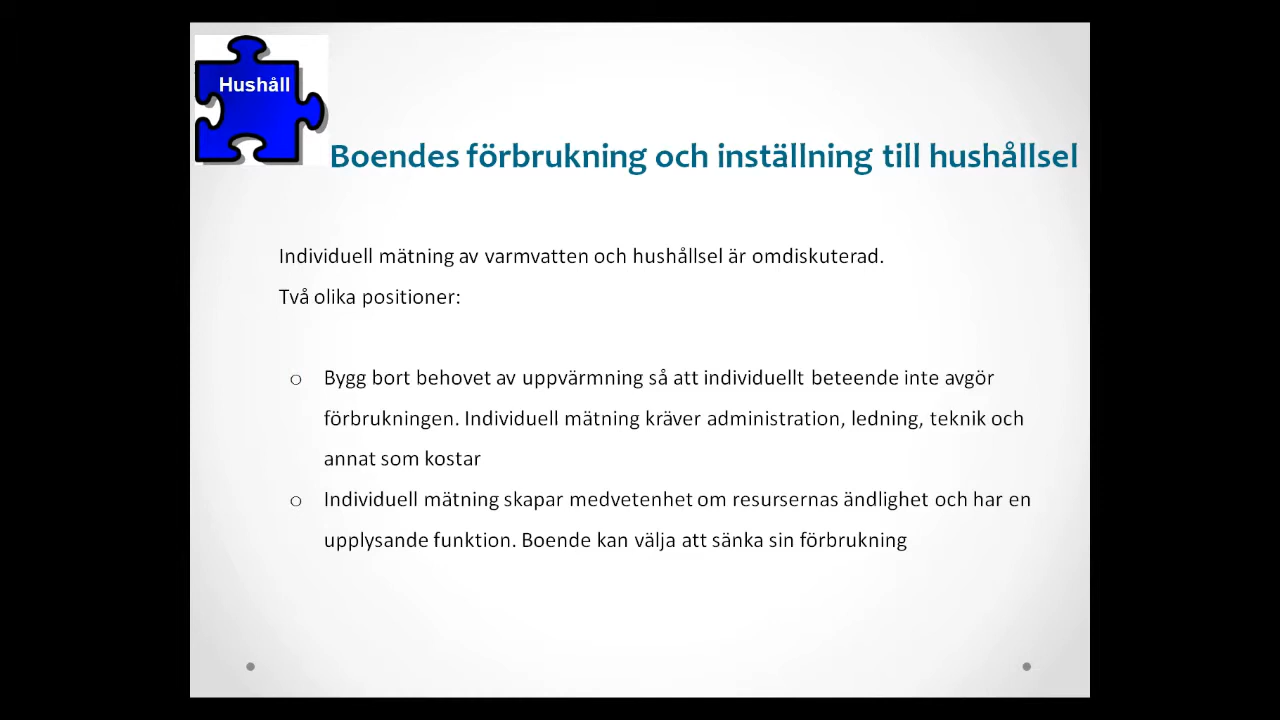 Hushåll
Boendes förbrukning och inställning till hushållsel
Individuell mätning av varmvatten och hushållsel är omdiskuterad.
Två olika positioner:
o Bygg bort behovet av uppvärmning så att individuellt beteende inte avgör
förbrukningen. Individuell mätning kräver administration, ledning, teknik och
annat som kostar
o Individuell mätning skapar medvetenhet om resursernas ändlighet och har en
upplysande funktion. Boende kan välja att sänka sin förbrukning